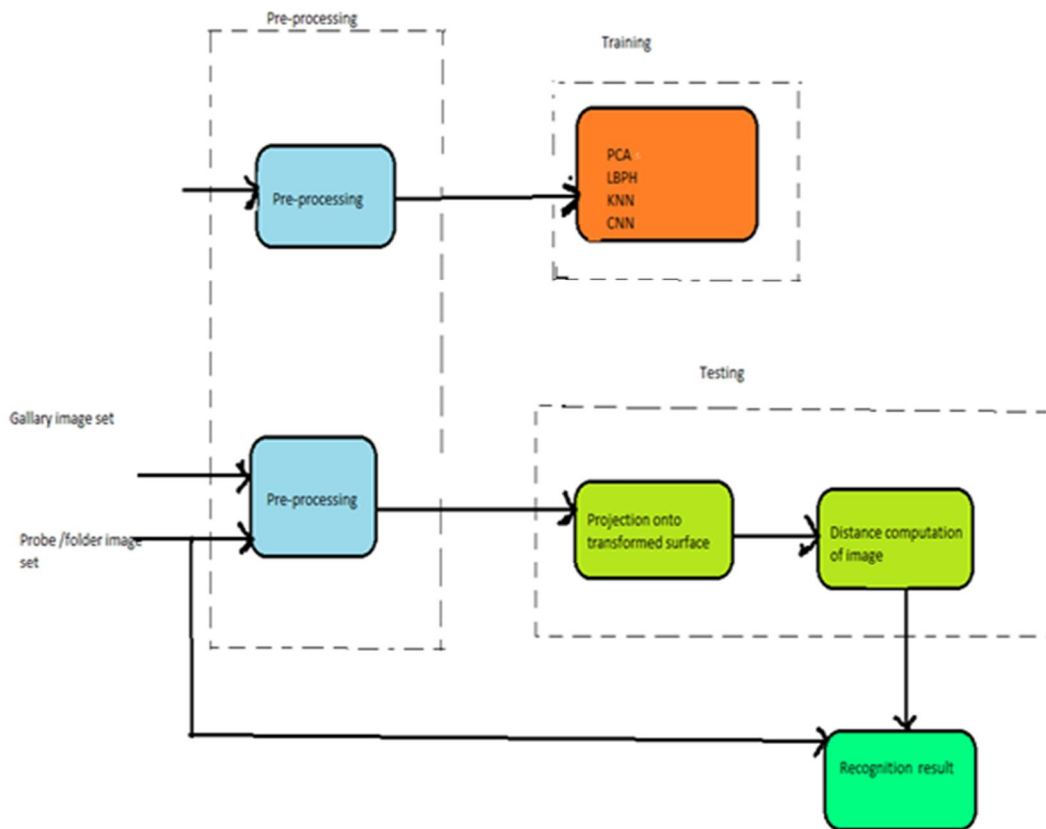 Pre-processing
Training
Pre-processing
PCA
LBPH
KNN
CNN
Testing
Gallary image set
Pre-processing
Probe /folder image
set
Projection onto
transformed surface
Distance computation
of image
Recognition result